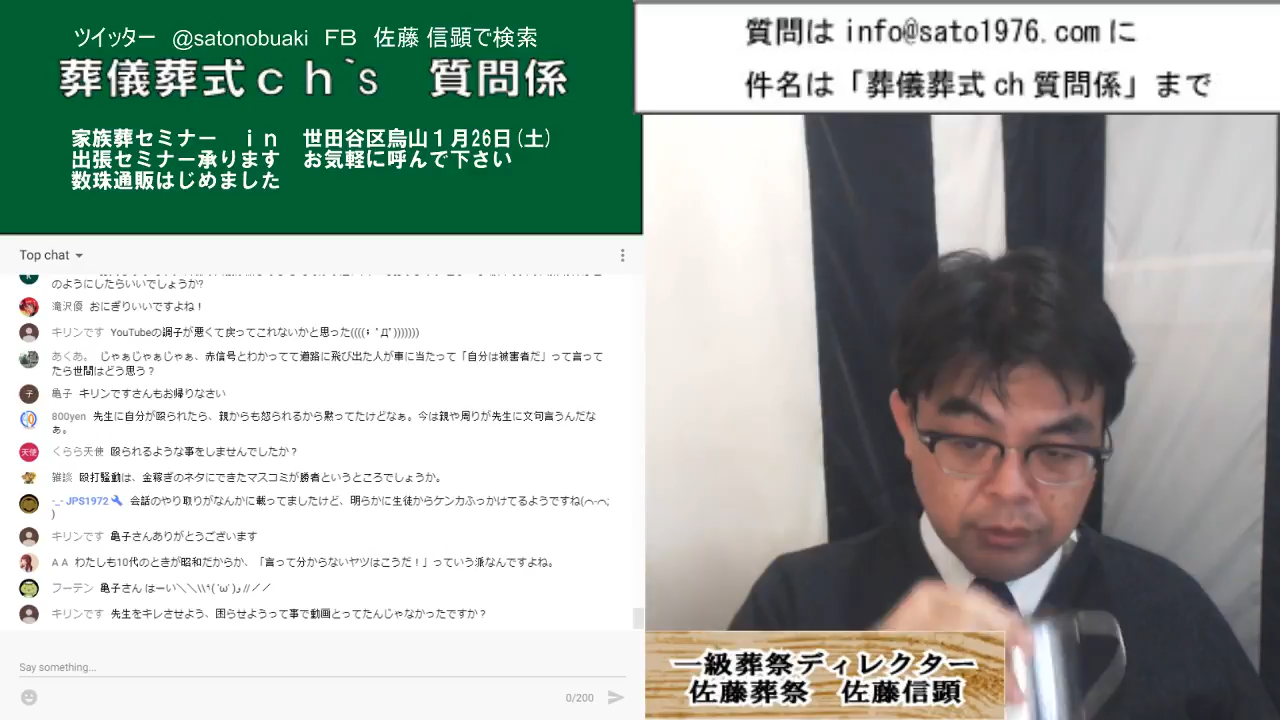 ツイッター　@satonobuaki　FB　佐藤 信顕で検索
葬儀葬式ｃｈ`s　質問係
家族葬セミナー　ｉｎ　世田谷区烏山１月26日(土)
出張セミナー承ります　お気軽に呼んで下さい
数珠通販はじめました
質問は info@sato1976.com に
件名は「葬儀葬式 ch 質問係」まで
Top chat
のようにしたらいいでしょうか?
滝沢優 おにぎりいいですよね！
キリンです YouTubeの調子が悪くて戻ってこれないかと思った((((；ﾟДﾟ)))))))
あくあ。 じゃぁじゃぁじゃぁ、赤信号とわかってて道路に飛び出た人が車に当たって「自分は被害者だ」って言って
たら世間はどう思う？
亀子 キリンですさんもお帰りなさい
800yen 先生に自分が殴られたら、親からも怒られるから黙ってたけどなぁ。今は親や周りが先生に文句言うんだな
ぁ。
くらら天使 殴られるような事をしませんでしたか？
雑談 殴打騒動は、金稼ぎのネタにできたマスコミが勝者というところでしょうか。
-_- JPS1972 会話のやり取りがなんかに載ってましたけど、明らかに生徒からケンカふっかけてるようですね(へ-へ;
)
キリンです 亀子さんありがとうございます
A A わたしも10代のときが昭和だからか、「言って分からないヤツはこうだ！」っていう派なんですよね。
フーテン 亀子さん はーい＼＼\\٩( 'ω' )و //／／
キリンです 先生をキレさせよう、困らせようって事で動画とってたんじゃなかったですか？
Say something...
0/200
一級葬祭ディレクター
佐藤葬祭　佐藤信顕